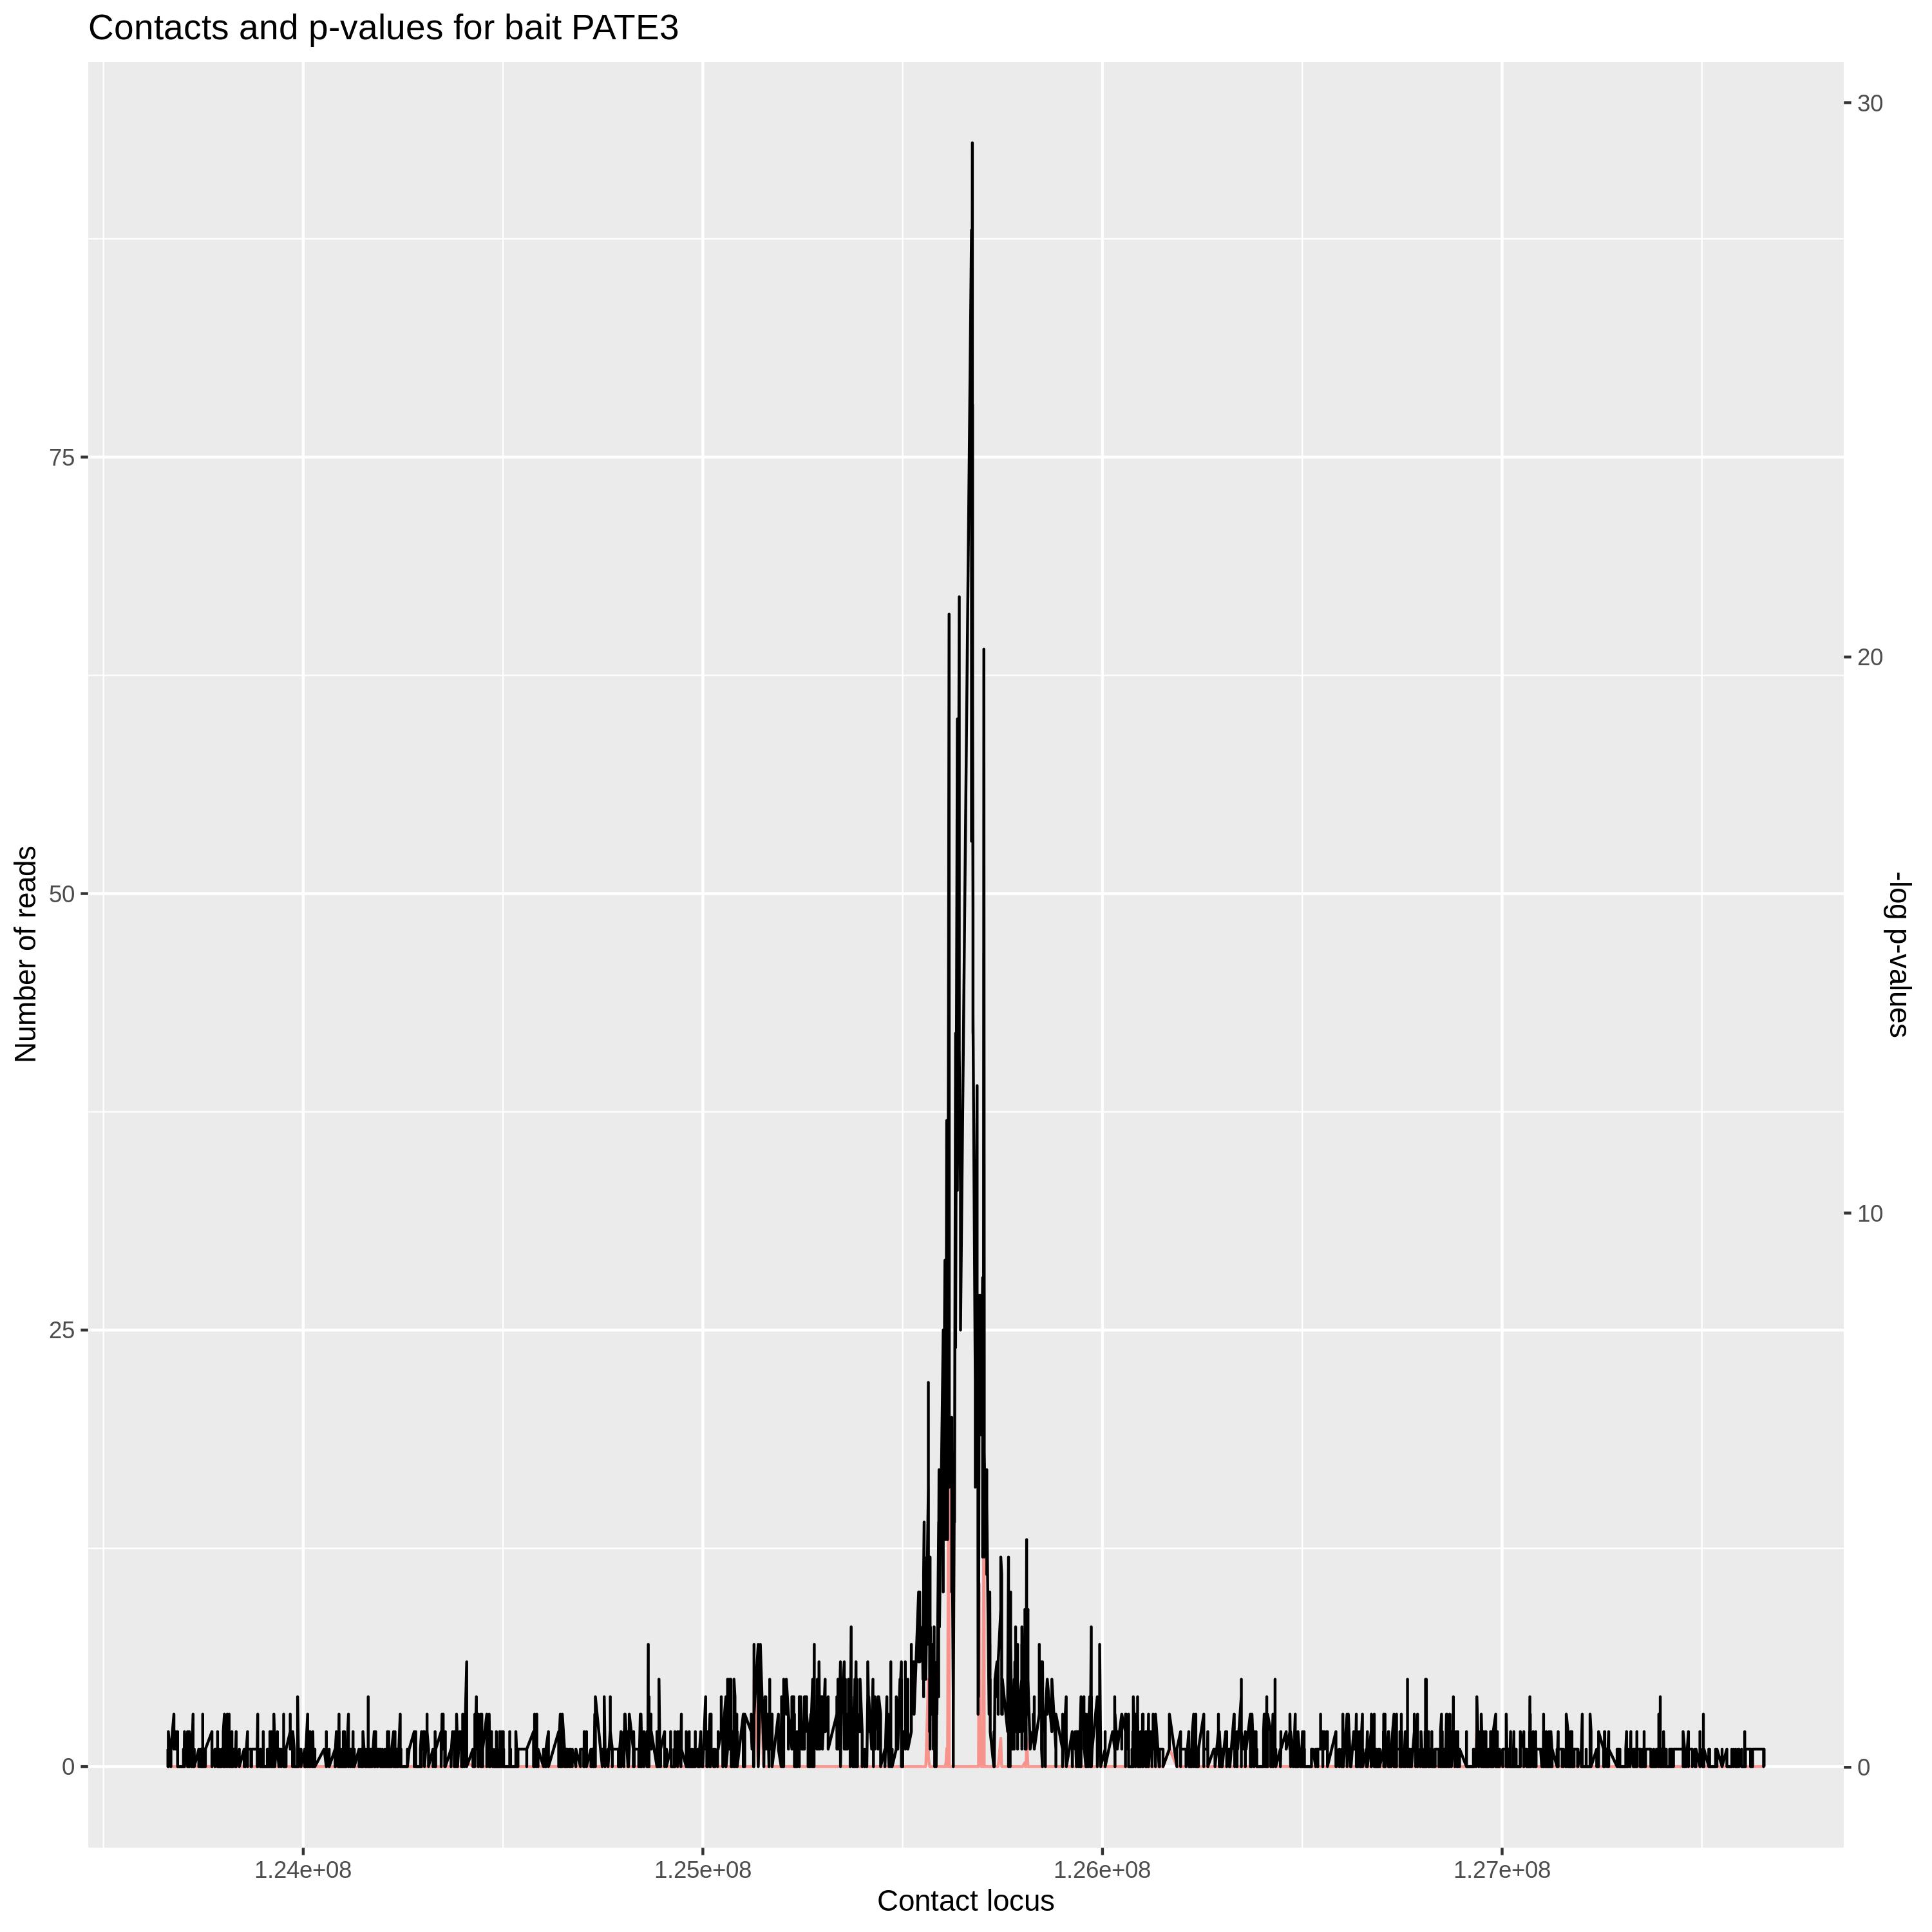 Contacts and p-values for bait PATE3
30
75
20
50
10
25
0
0
Number of reads
-log p-values
1.24e+08 1.25e+08 1.26e+08 1.27e+08
Contact locus